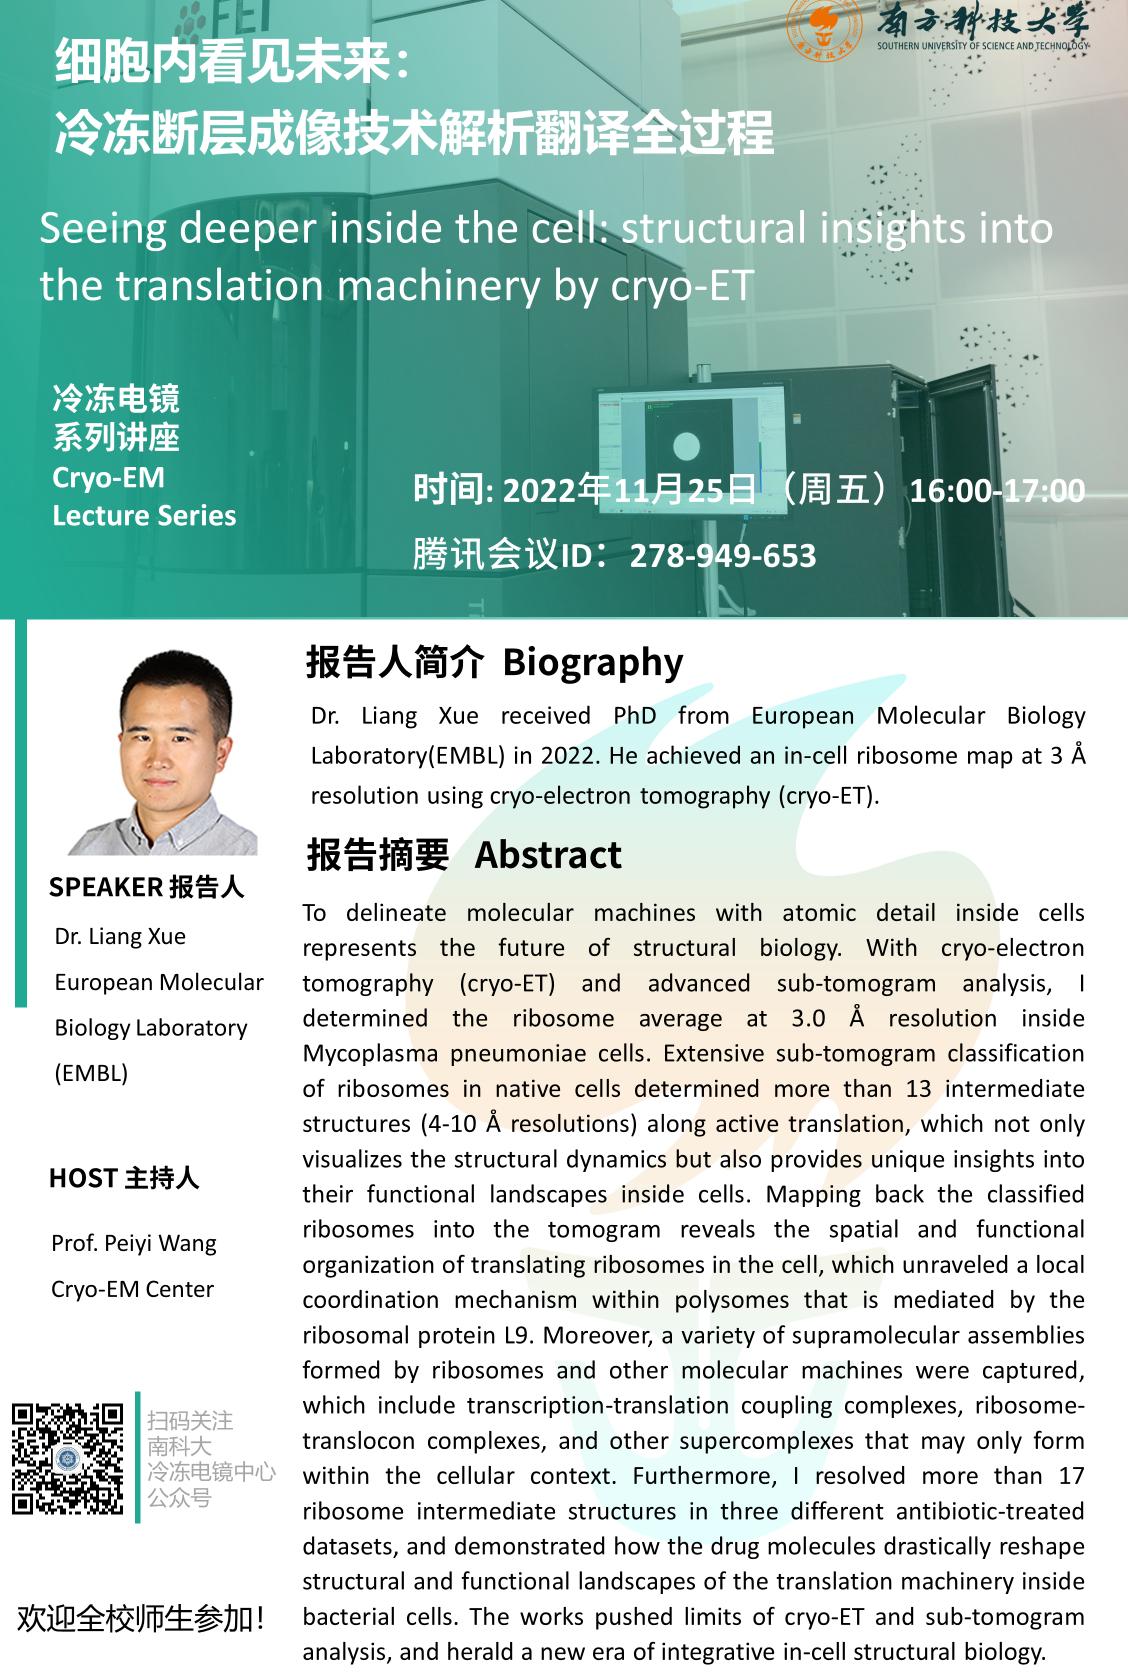 FEI
南方科技大学
SOUTHERN UNIVERSITY OF SCIENCE AND TECHNOLOGY
细胞内看见未来：
冷冻断层成像技术解析翻译全过程
Seeing deeper inside the cell: structural insights into
the translation machinery by cryo-ET
冷冻电镜
系列讲座
Cryo-EM
Lecture Series
时间: 2022年11月25日（周五）16:00-17:00
腾讯会议ID：278-949-653
报告人简介 Biography
Dr. Liang Xue received PhD from European Molecular Biology
Laboratory(EMBL) in 2022. He achieved an in-cell ribosome map at 3 Å
resolution using cryo-electron tomography (cryo-ET).
SPEAKER 报告人
Dr. Liang Xue
European Molecular
Biology Laboratory
(EMBL)
HOST 主持人
Prof. Peiyi Wang
Cryo-EM Center
扫码关注
南科大
冷冻电镜中心
公众号
欢迎全校师生参加！
报告摘要 Abstract
To delineate molecular machines with atomic detail inside cells
represents the future of structural biology. With cryo-electron
tomography (cryo-ET) and advanced sub-tomogram analysis, I
determined the ribosome average at 3.0 Å resolution inside
Mycoplasma pneumoniae cells. Extensive sub-tomogram classification
of ribosomes in native cells determined more than 13 intermediate
structures (4-10 Å resolutions) along active translation, which not only
visualizes the structural dynamics but also provides unique insights into
their functional landscapes inside cells. Mapping back the classified
ribosomes into the tomogram reveals the spatial and functional
organization of translating ribosomes in the cell, which unraveled a local
coordination mechanism within polysomes that is mediated by the
ribosomal protein L9. Moreover, a variety of supramolecular assemblies
formed by ribosomes and other molecular machines were captured,
which include transcription-translation coupling complexes, ribosome-
translocon complexes, and other supercomplexes that may only form
within the cellular context. Furthermore, I resolved more than 17
ribosome intermediate structures in three different antibiotic-treated
datasets, and demonstrated how the drug molecules drastically reshape
structural and functional landscapes of the translation machinery inside
bacterial cells. The works pushed limits of cryo-ET and sub-tomogram
analysis, and herald a new era of integrative in-cell structural biology.